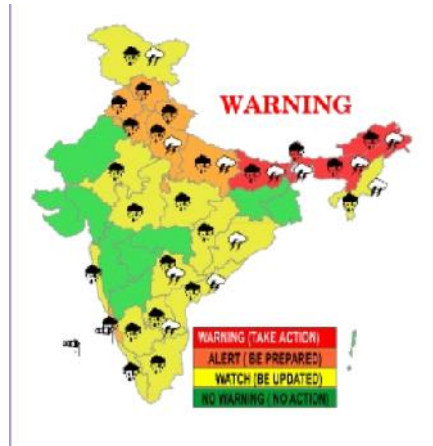 WARNING
WARNING (TAKE ACTION)
ALERT ( BE PREPARED)
WATCH (BE UPDATED)
NO WARNING ( NO ACTION)